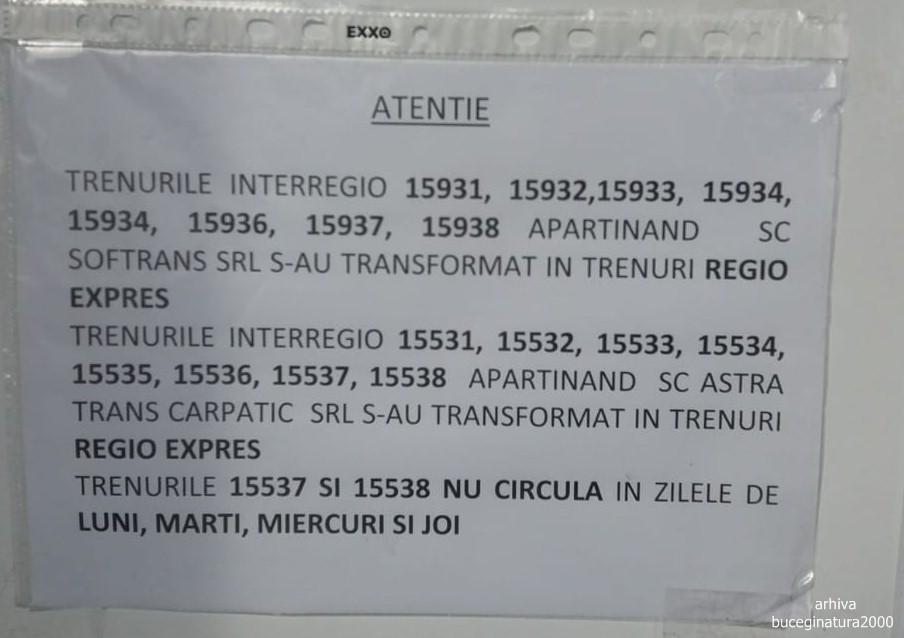 EXXO
ATENTIE
TRENURILE INTERREGIO 15931, 15932,15933, 15934,
15934, 15936, 15937, 15938 APARTINAND SC
SOFTRANS SRL S-AU TRANSFORMAT IN TRENURI REGIO
EXPRES
TRENURILE INTERREGIO 15531, 15532, 15533, 15534,
15535, 15536, 15537, 15538 APARTINAND SC ASTRA
TRANS CARPATIC SRL S-AU TRANSFORMAT IN TRENURI
REGIO EXPRES
TRENURILE 15537 SI 15538 NU CIRCULA IN ZILELE DE
LUNI, MARTI, MIERCURI SI JOI
arhiva
buceginatura2000